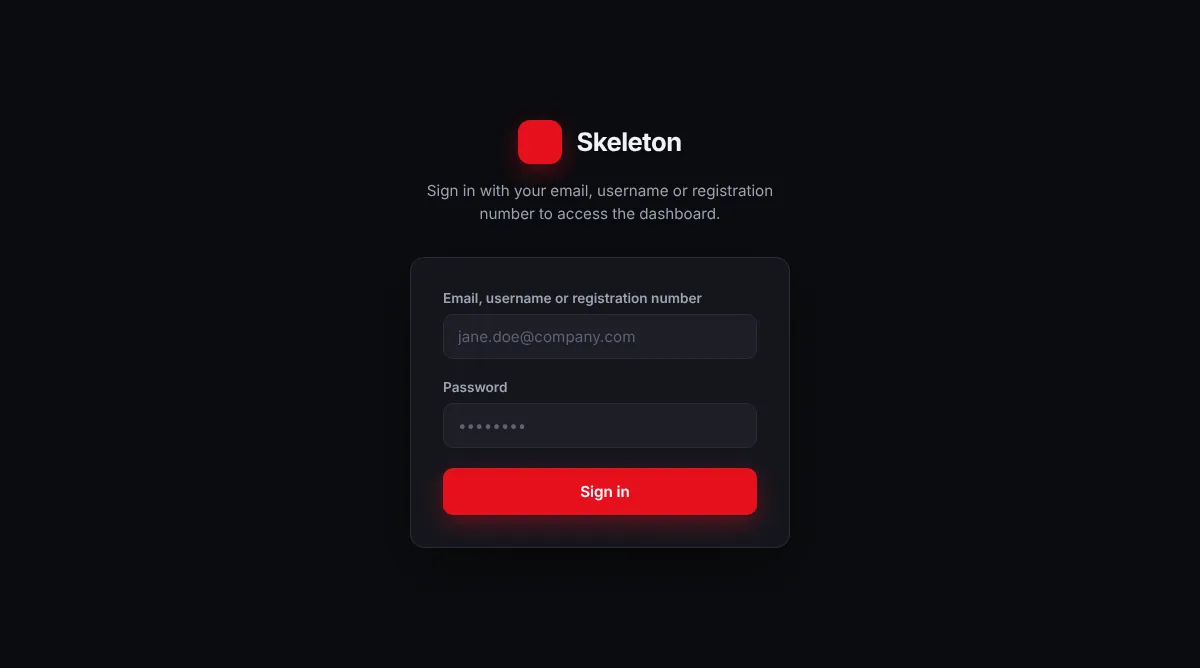 Skeleton
Sign in with your email, username or registration
number to access the dashboard.
Email, username or registration number
jane.doe@company.com
Password
••••••••
Sign in